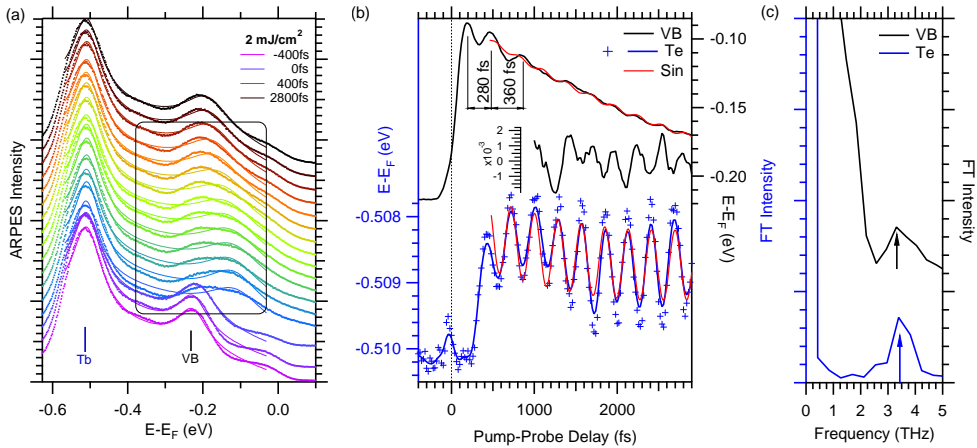 (a)
2 mJ/cm²
-400fs
0fs
400fs
2800fs
ARPES Intensity
Tb
VB
-0.6
-0.4
-0.2
0.0
E-E_F (eV)
(b)
VB
Te
Sin
280 fs
360 fs
x10⁻³
2
1
0
-1
-0.10
-0.15
-0.20
E-E_F (eV)
E-E_F (eV)
-0.508
-0.509
-0.510
0
1000
2000
Pump-Probe Delay (fs)
(c)
VB
Te
FT Intensity
FT Intensity
0
1
2
3
4
5
Frequency (THz)